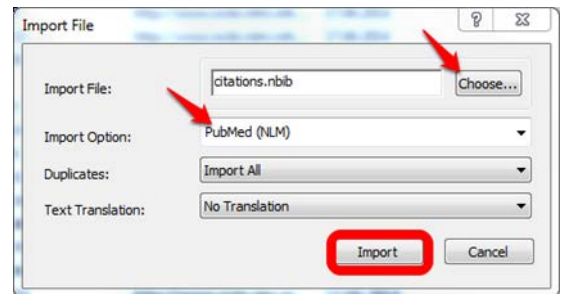 Import File
Import File: citations.nbib Choose...
Import Option: PubMed (NLM)
Duplicates: Import All
Text Translation: No Translation
Import Cancel